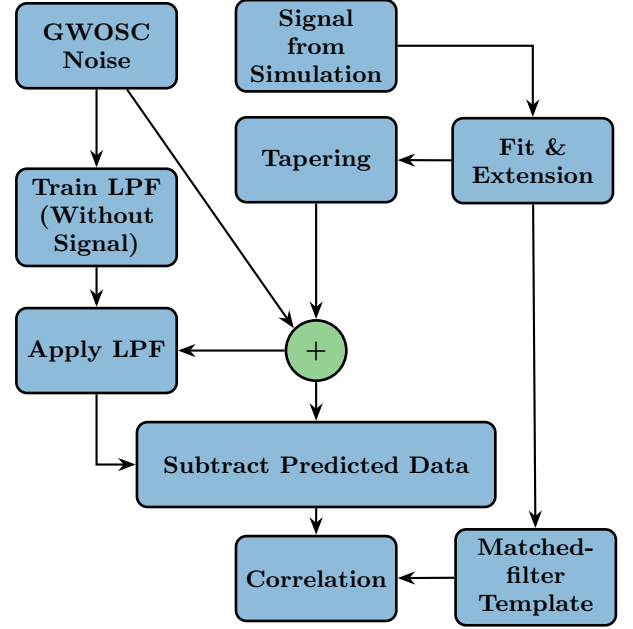 GWOSC
Noise
Signal
from
Simulation
Tapering
Fit &
Extension
Train LPF
(Without
Signal)
Apply LPF
+
Subtract Predicted Data
Correlation
Matched-
filter
Template